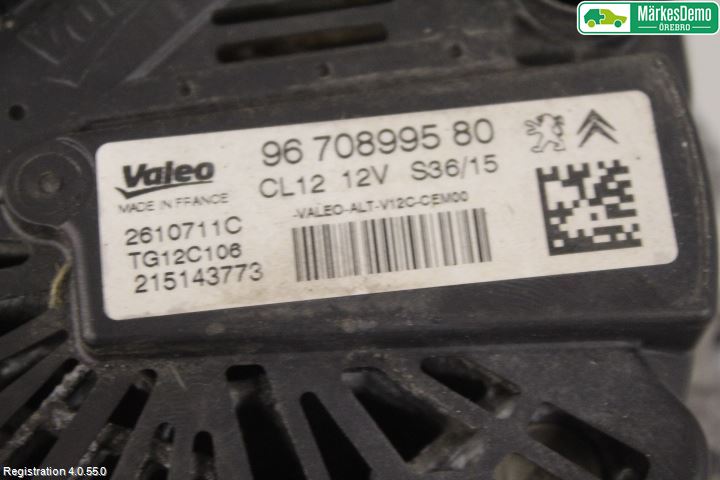 MärkesDemo
ÖREBRO
Valeo
MADE IN FRANCE
96 708995 80
CL12 12V S36/15
-VALEO-ALT-V12C-CEM00
2610711C
TG12C106
215143773
Registration 4.0.55.0